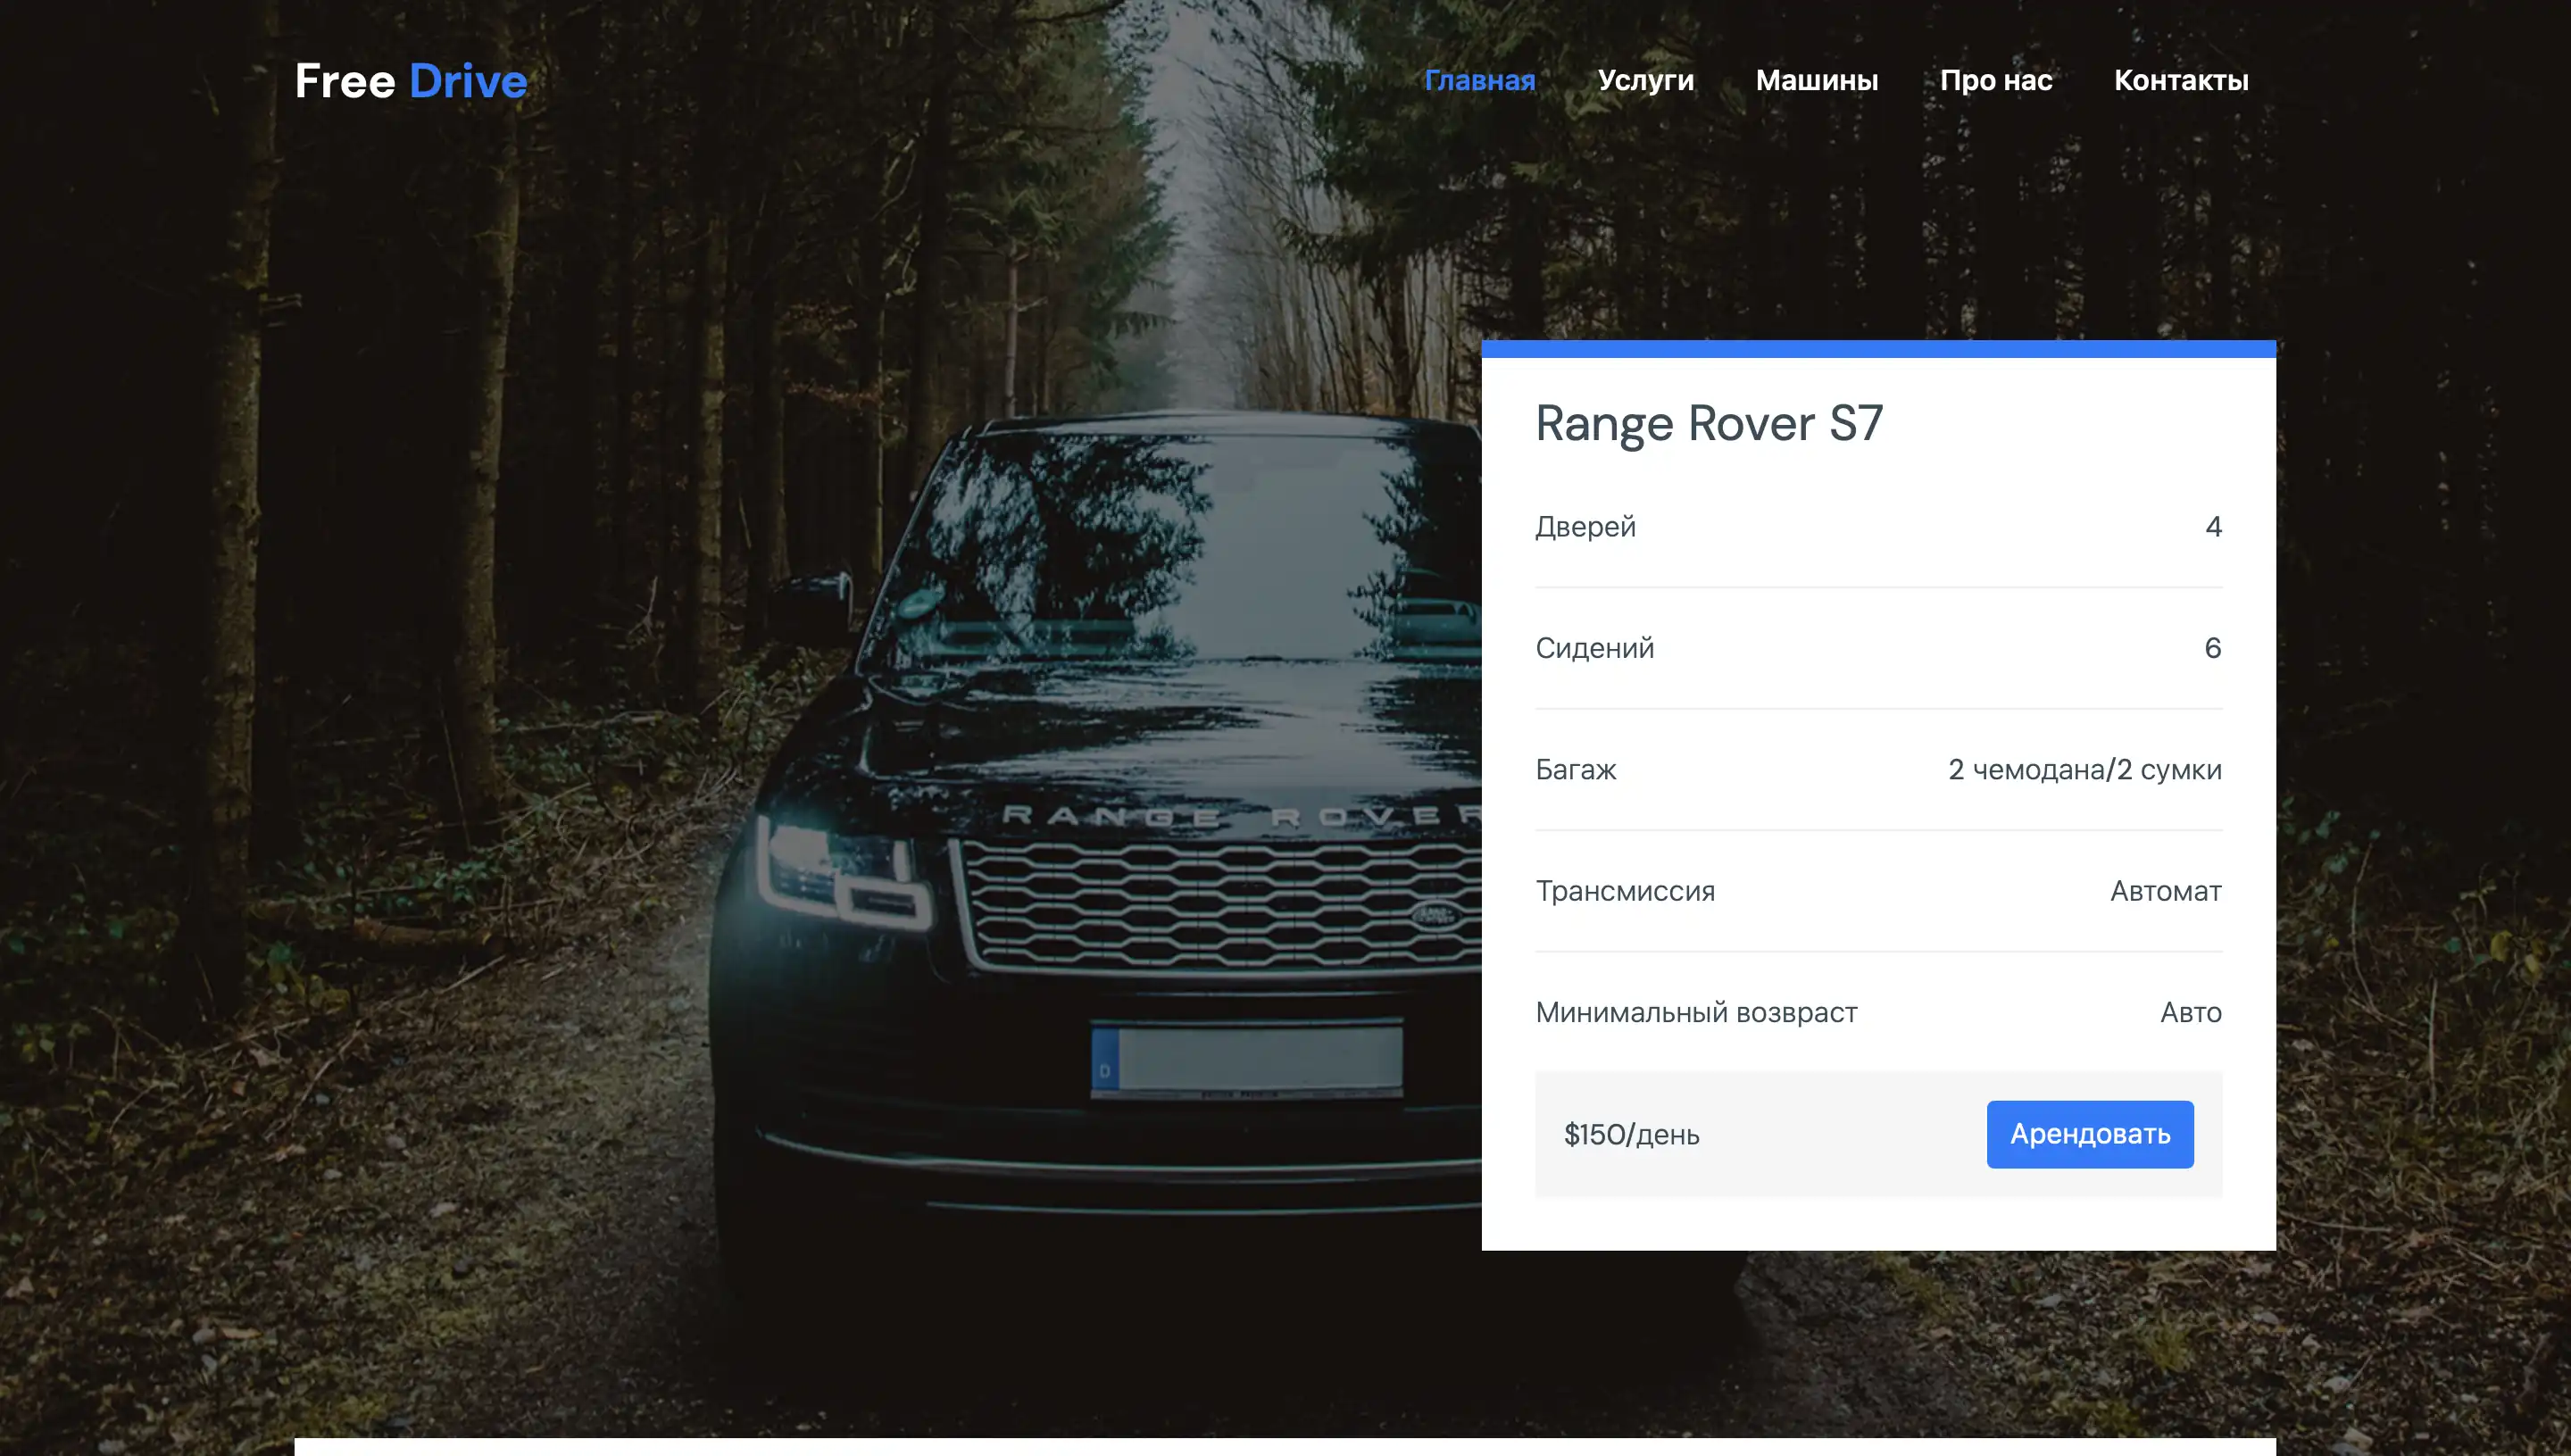 Free Drive
Главная Услуги Машины Про нас Контакты
Range Rover S7
Дверей 4
Сидений 6
Багаж 2 чемодана/2 сумки
Трансмиссия Автомат
Минимальный возвраст Авто
$150/день Арендовать
RANGE ROVER
D